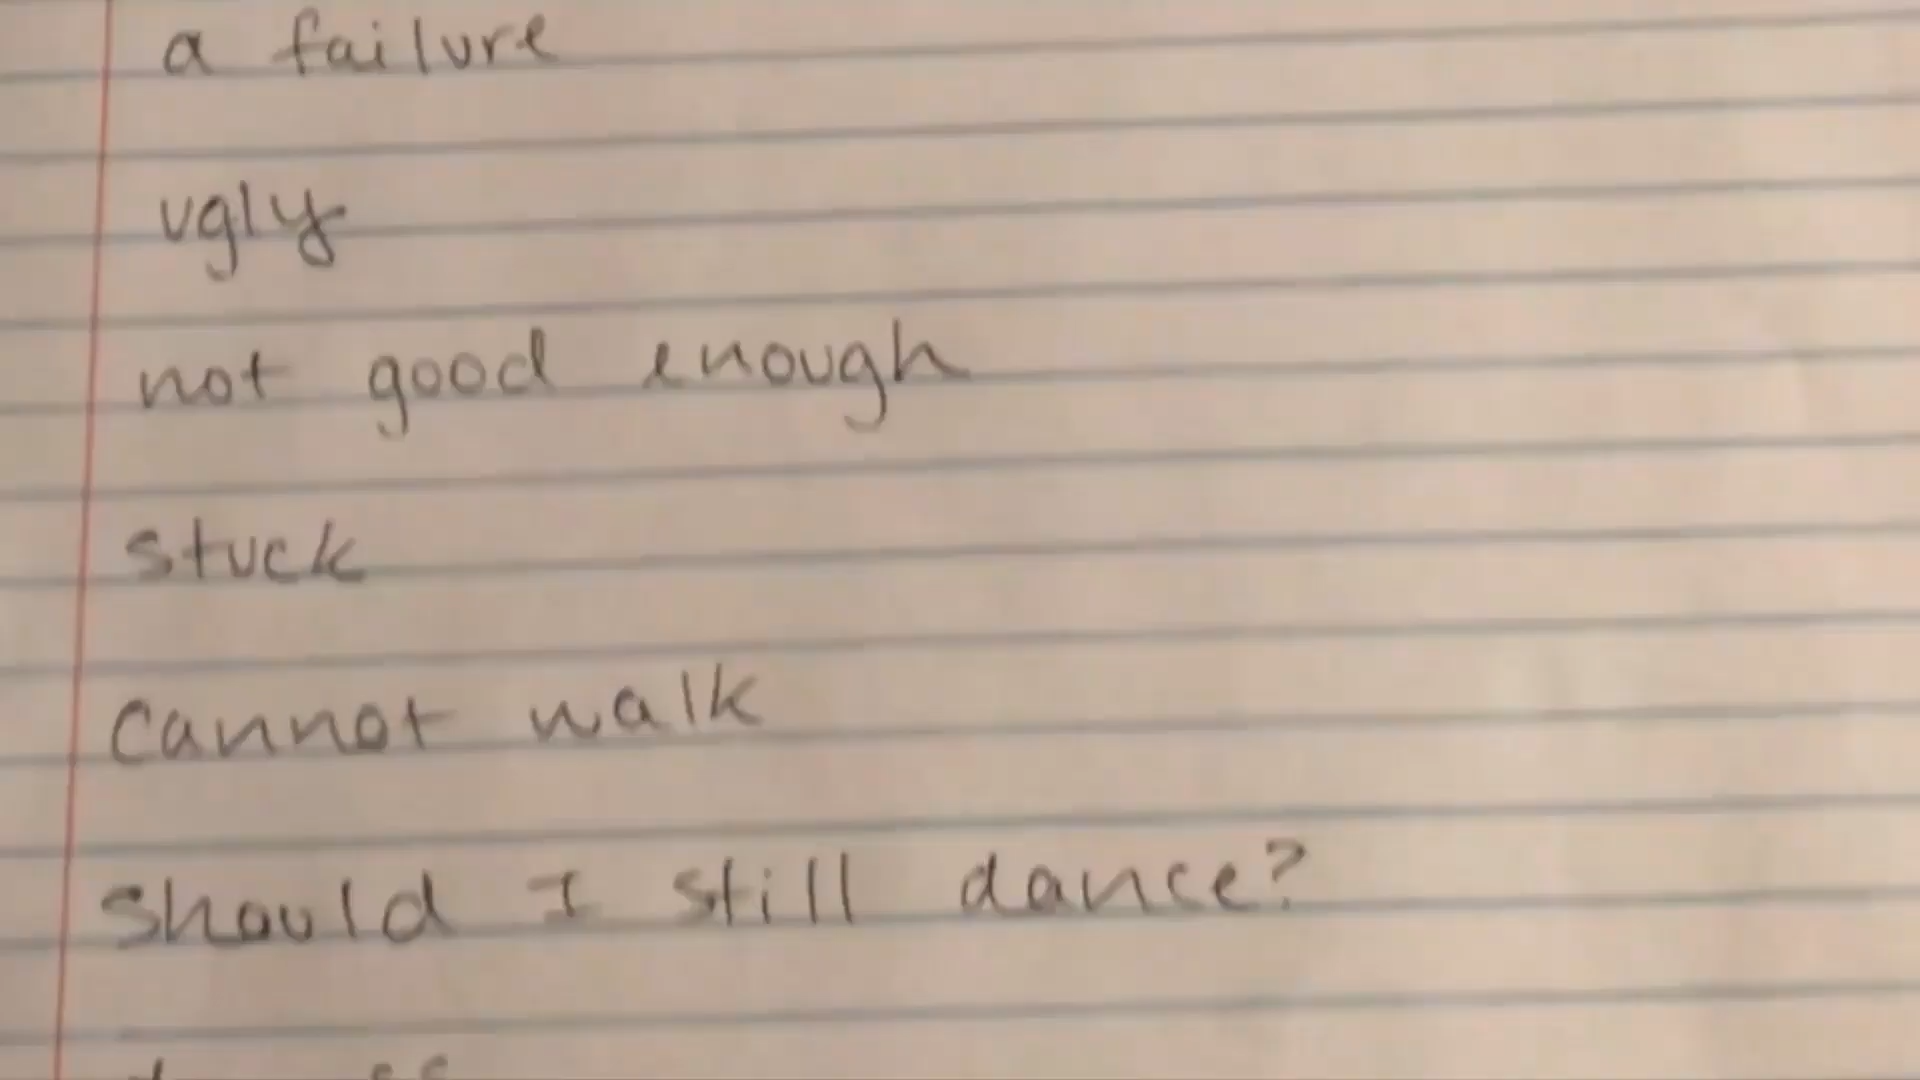 a failure
ugly
not good enough
stuck
cannot walk
should I still dance?